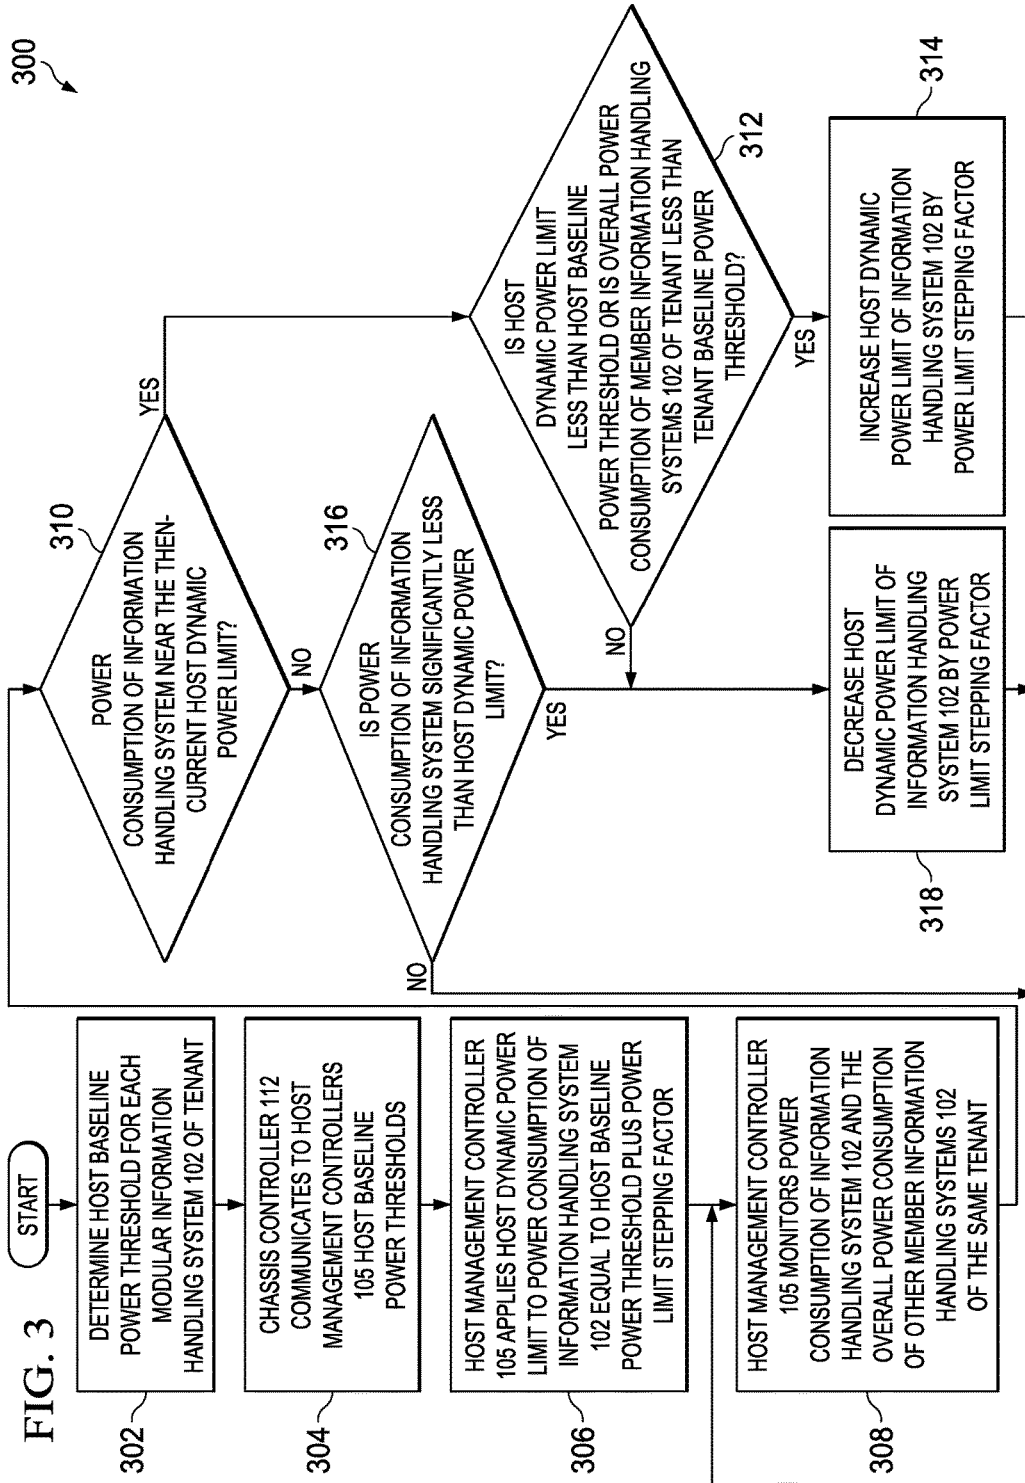 FIG. 3
300
START
DETERMINE HOST BASELINE
POWER THRESHOLD FOR EACH
MODULAR INFORMATION
HANDLING SYSTEM 102 OF TENANT
302
CHASSIS CONTROLLER 112
COMMUNICATES TO HOST
MANAGEMENT CONTROLLERS
105 HOST BASELINE
POWER THRESHOLDS
304
HOST MANAGEMENT CONTROLLER
105 APPLIES HOST DYNAMIC POWER
LIMIT TO POWER CONSUMPTION OF
INFORMATION HANDLING SYSTEM
102 EQUAL TO HOST BASELINE
POWER THRESHOLD PLUS POWER
LIMIT STEPPING FACTOR
306
HOST MANAGEMENT CONTROLLER
105 MONITORS POWER
CONSUMPTION OF INFORMATION
HANDLING SYSTEM 102 AND THE
OVERALL POWER CONSUMPTION
OF OTHER MEMBER INFORMATION
HANDLING SYSTEMS 102
OF THE SAME TENANT
308
POWER
CONSUMPTION OF INFORMATION
HANDLING SYSTEM NEAR THE THEN-
CURRENT HOST DYNAMIC
POWER LIMIT?
310
YES
NO
IS POWER
CONSUMPTION OF INFORMATION
HANDLING SYSTEM SIGNIFICANTLY LESS
THAN HOST DYNAMIC POWER
LIMIT?
316
NO
YES
IS HOST
DYNAMIC POWER LIMIT
LESS THAN HOST BASELINE
POWER THRESHOLD OR IS OVERALL POWER
CONSUMPTION OF MEMBER INFORMATION HANDLING
SYSTEMS 102 OF TENANT LESS THAN
TENANT BASELINE POWER
THRESHOLD?
312
NO
YES
DECREASE HOST
DYNAMIC POWER LIMIT OF
INFORMATION HANDLING
SYSTEM 102 BY POWER
LIMIT STEPPING FACTOR
318
INCREASE HOST DYNAMIC
POWER LIMIT OF INFORMATION
HANDLING SYSTEM 102 BY
POWER LIMIT STEPPING FACTOR
314